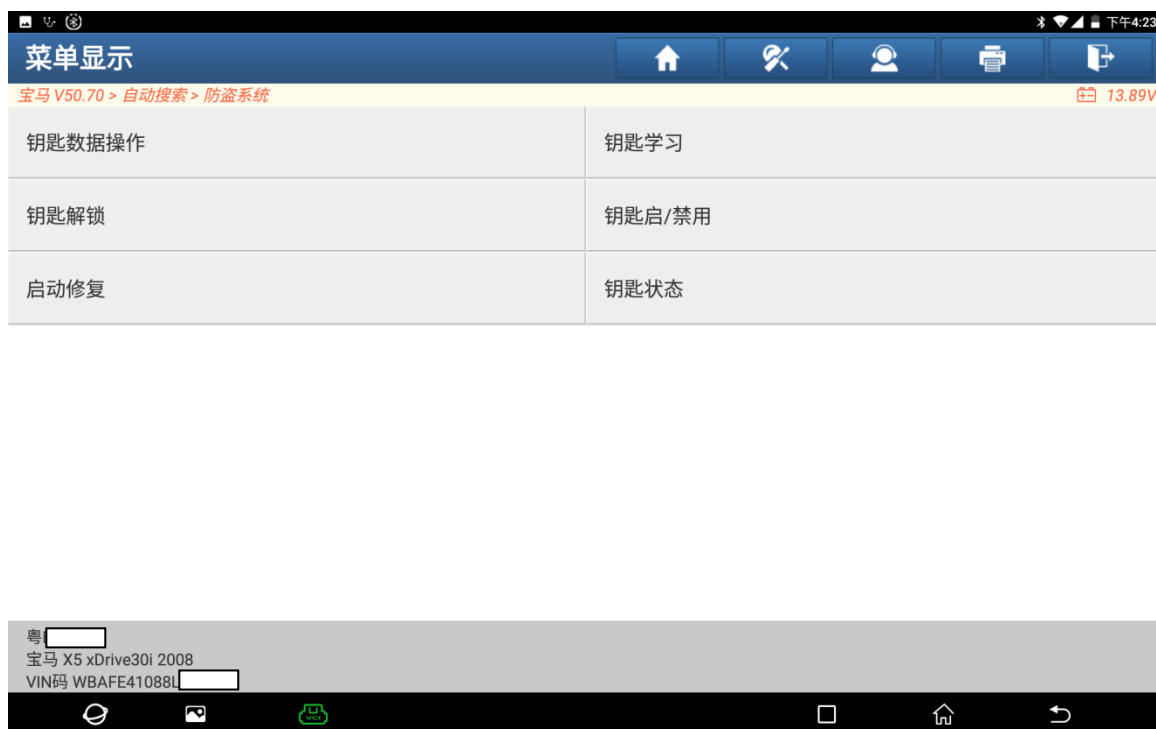 下午4:23
菜单显示
宝马 V50.70 > 自动搜索 > 防盗系统
13.89V
钥匙数据操作
钥匙学习
钥匙解锁
钥匙启/禁用
启动修复
钥匙状态
粤
宝马 X5 xDrive30i 2008
VIN码 WBAFE41088L
VCI